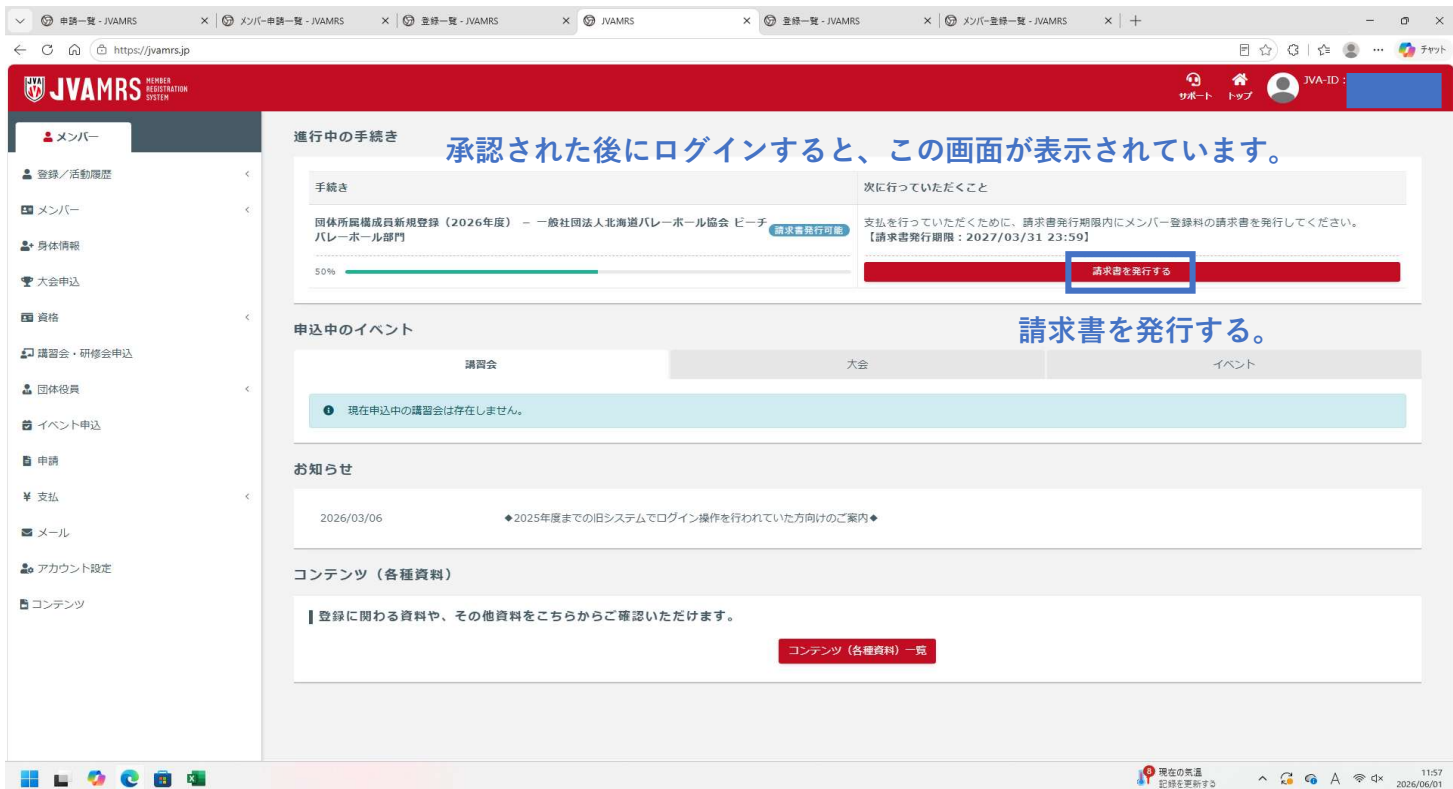 申請一覧 - JVAMRS
メンバー申請一覧 - JVAMRS
登録一覧 - JVAMRS
JVAMRS
登録一覧 - JVAMRS
メンバー登録一覧 - JVAMRS
https://jvamrs.jp
チャット
JVA
JVAMRS
MEMBER
REGISTRATION
SYSTEM
サポート
トップ
JVA-ID :
メンバー
登録／活動履歴
メンバー
身体情報
大会申込
資格
講習会・研修会申込
団体役員
イベント申込
申請
¥ 支払
メール
アカウント設定
コンテンツ
進行中の手続き
承認された後にログインすると、この画面が表示されています。
手続き
次に行っていただくこと
団体所属構成員新規登録（2026年度） － 一般社団法人北海道バレーボール協会 ビーチ
バレーボール部門
請求書発行可能
50%
支払を行っていただくために、請求書発行期限内にメンバー登録料の請求書を発行してください。
【請求書発行期限：2027/03/31 23:59】
請求書を発行する
請求書を発行する。
申込中のイベント
講習会
大会
イベント
現在申込中の講習会は存在しません。
お知らせ
2026/03/06
◆2025年度までの旧システムでログイン操作を行われていた方向けのご案内◆
コンテンツ（各種資料）
登録に関わる資料や、その他資料をこちらからご確認いただけます。
コンテンツ（各種資料）一覧
現在の気温
記録を更新する
A
11:57
2026/06/01